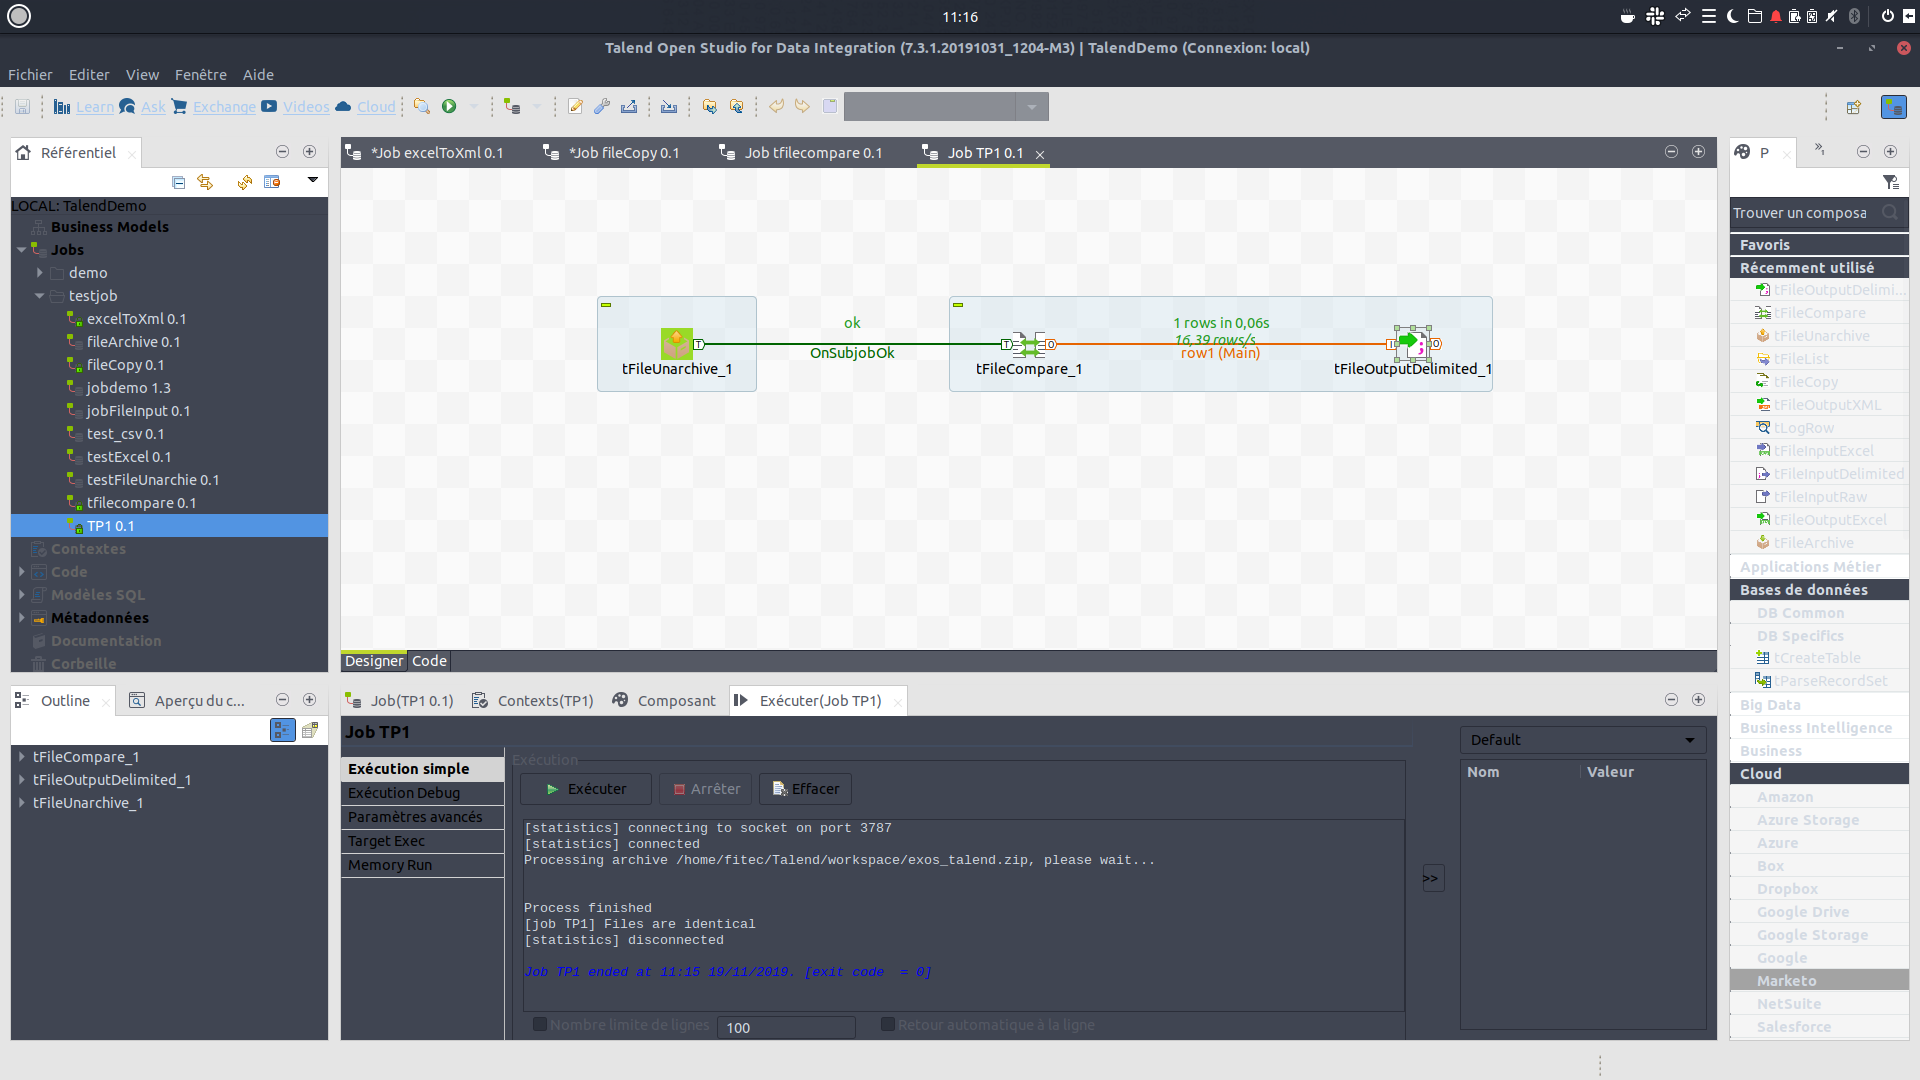 11:16
Talend Open Studio for Data Integration (7.3.1.20191031_1204-M3) | TalendDemo (Connexion: local)
Fichier Editer View Fenêtre Aide
Learn Ask Exchange Videos Cloud
Référentiel
LOCAL: TalendDemo
Business Models
Jobs
demo
testjob
excelToXml 0.1
fileArchive 0.1
fileCopy 0.1
jobdemo 1.3
jobFileInput 0.1
test_csv 0.1
testExcel 0.1
testFileUnarchie 0.1
tfilecompare 0.1
TP1 0.1
Contextes
Code
Modèles SQL
Métadonnées
Documentation
Corbeille
*Job excelToXml 0.1 *Job fileCopy 0.1 Job tfilecompare 0.1 Job TP1 0.1
ok
OnSubjobOk
1 rows in 0,06s
16,39 rows/s
row1 (Main)
tFileUnarchive_1 tFileCompare_1 tFileOutputDelimited_1
Designer Code
P
Trouver un composa
Favoris
Récemment utilisé
tFileOutputDelimi...
tFileCompare
tFileUnarchive
tFileList
tFileCopy
tFileOutputXML
tLogRow
tFileInputExcel
tFileInputDelimited
tFileInputRaw
tFileOutputExcel
tFileArchive
Applications Métier
Bases de données
DB Common
DB Specifics
tCreateTable
tParseRecordSet
Big Data
Business Intelligence
Business
Cloud
Amazon
Azure Storage
Azure
Box
Dropbox
Google Drive
Google Storage
Google
Marketo
NetSuite
Salesforce
Outline Aperçu du c...
tFileCompare_1
tFileOutputDelimited_1
tFileUnarchive_1
Job(TP1 0.1) Contexts(TP1) Composant Exécuter(Job TP1)
Job TP1
Exécution simple
Exécution Debug
Paramètres avancés
Target Exec
Memory Run
Exécution
Exécuter Arrêter Effacer
[statistics] connecting to socket on port 3787
[statistics] connected
Processing archive /home/fitec/Talend/workspace/exos_talend.zip, please wait...
Process finished
[job TP1] Files are identical
[statistics] disconnected
Job TP1 ended at 11:15 19/11/2019. [exit code = 0]
Nombre limite de lignes 100 Retour automatique à la ligne
>>
Default
Nom Valeur